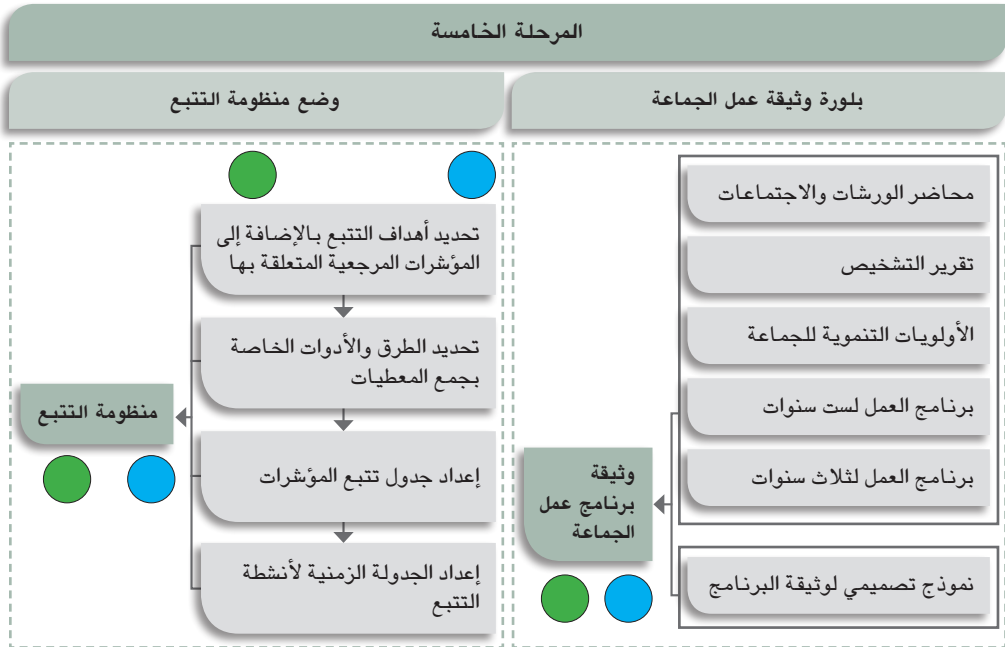 المرحلة الخامسة
بلورة وثيقة عمل الجماعة
محاضر الورشات والاجتماعات
تقرير التشخيص
الأولويات التنموية للجماعة
برنامج العمل لست سنوات
برنامج العمل لثلاث سنوات
نموذج تصميمي لوثيقة البرنامج
وثيقة
برنامج عمل
الجماعة
وضع منظومة التتبع
تحديد أهداف التتبع بالإضافة إلى
المؤشرات المرجعية المتعلقة بها
تحديد الطرق والأدوات الخاصة
بجمع المعطيات
إعداد جدول تتبع المؤشرات
إعداد الجدولة الزمنية لأنشطة
التتبع
منظومة التتبع